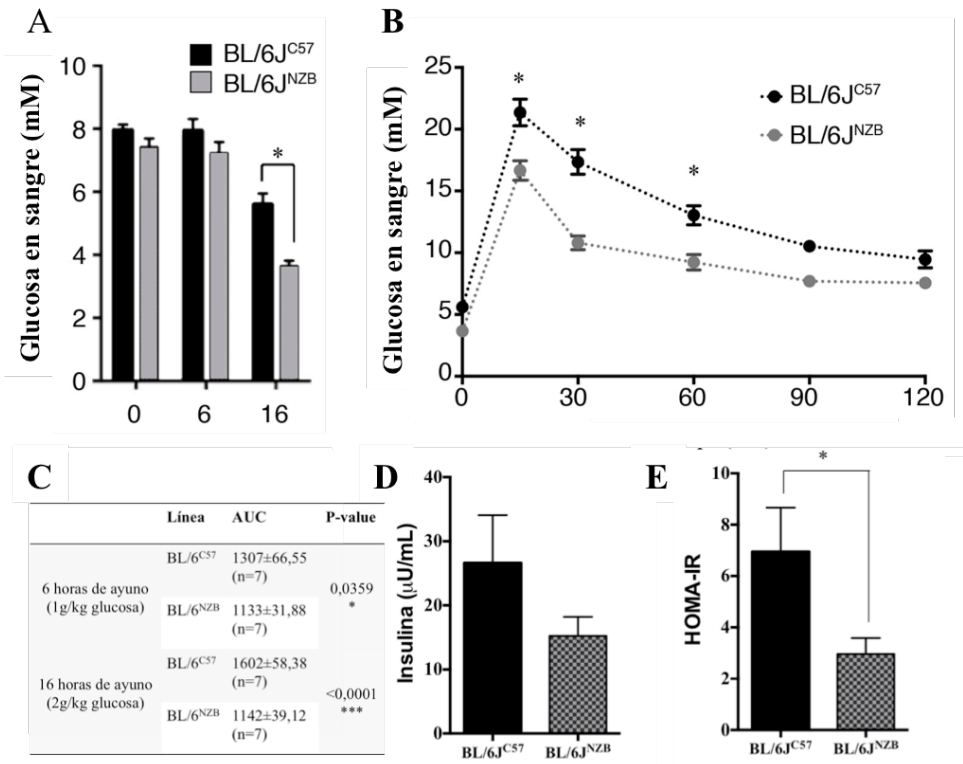 A
BL/6J^C57
BL/6J^NZB
Glucosa en sangre (mM)
10
8
6
4
2
0
*
0 6 16
B
BL/6J^C57
BL/6J^NZB
Glucosa en sangre (mM)
25
20
15
10
5
0
* * *
0 30 60 90 120
C
Línea AUC P-value
6 horas de ayuno
(1g/kg glucosa)
BL/6^C57 1307±66,55
(n=7)
0,0359
*
BL/6^NZB 1133±31,88
(n=7)
16 horas de ayuno
(2g/kg glucosa)
BL/6^C57 1602±58,38
(n=7)
<0,0001
***
BL/6^NZB 1142±39,12
(n=7)
D
Insulina (µU/mL)
40
30
20
10
0
BL/6J^C57 BL/6J^NZB
E
HOMA-IR
10
8
6
4
2
0
*
BL/6J^C57 BL/6J^NZB